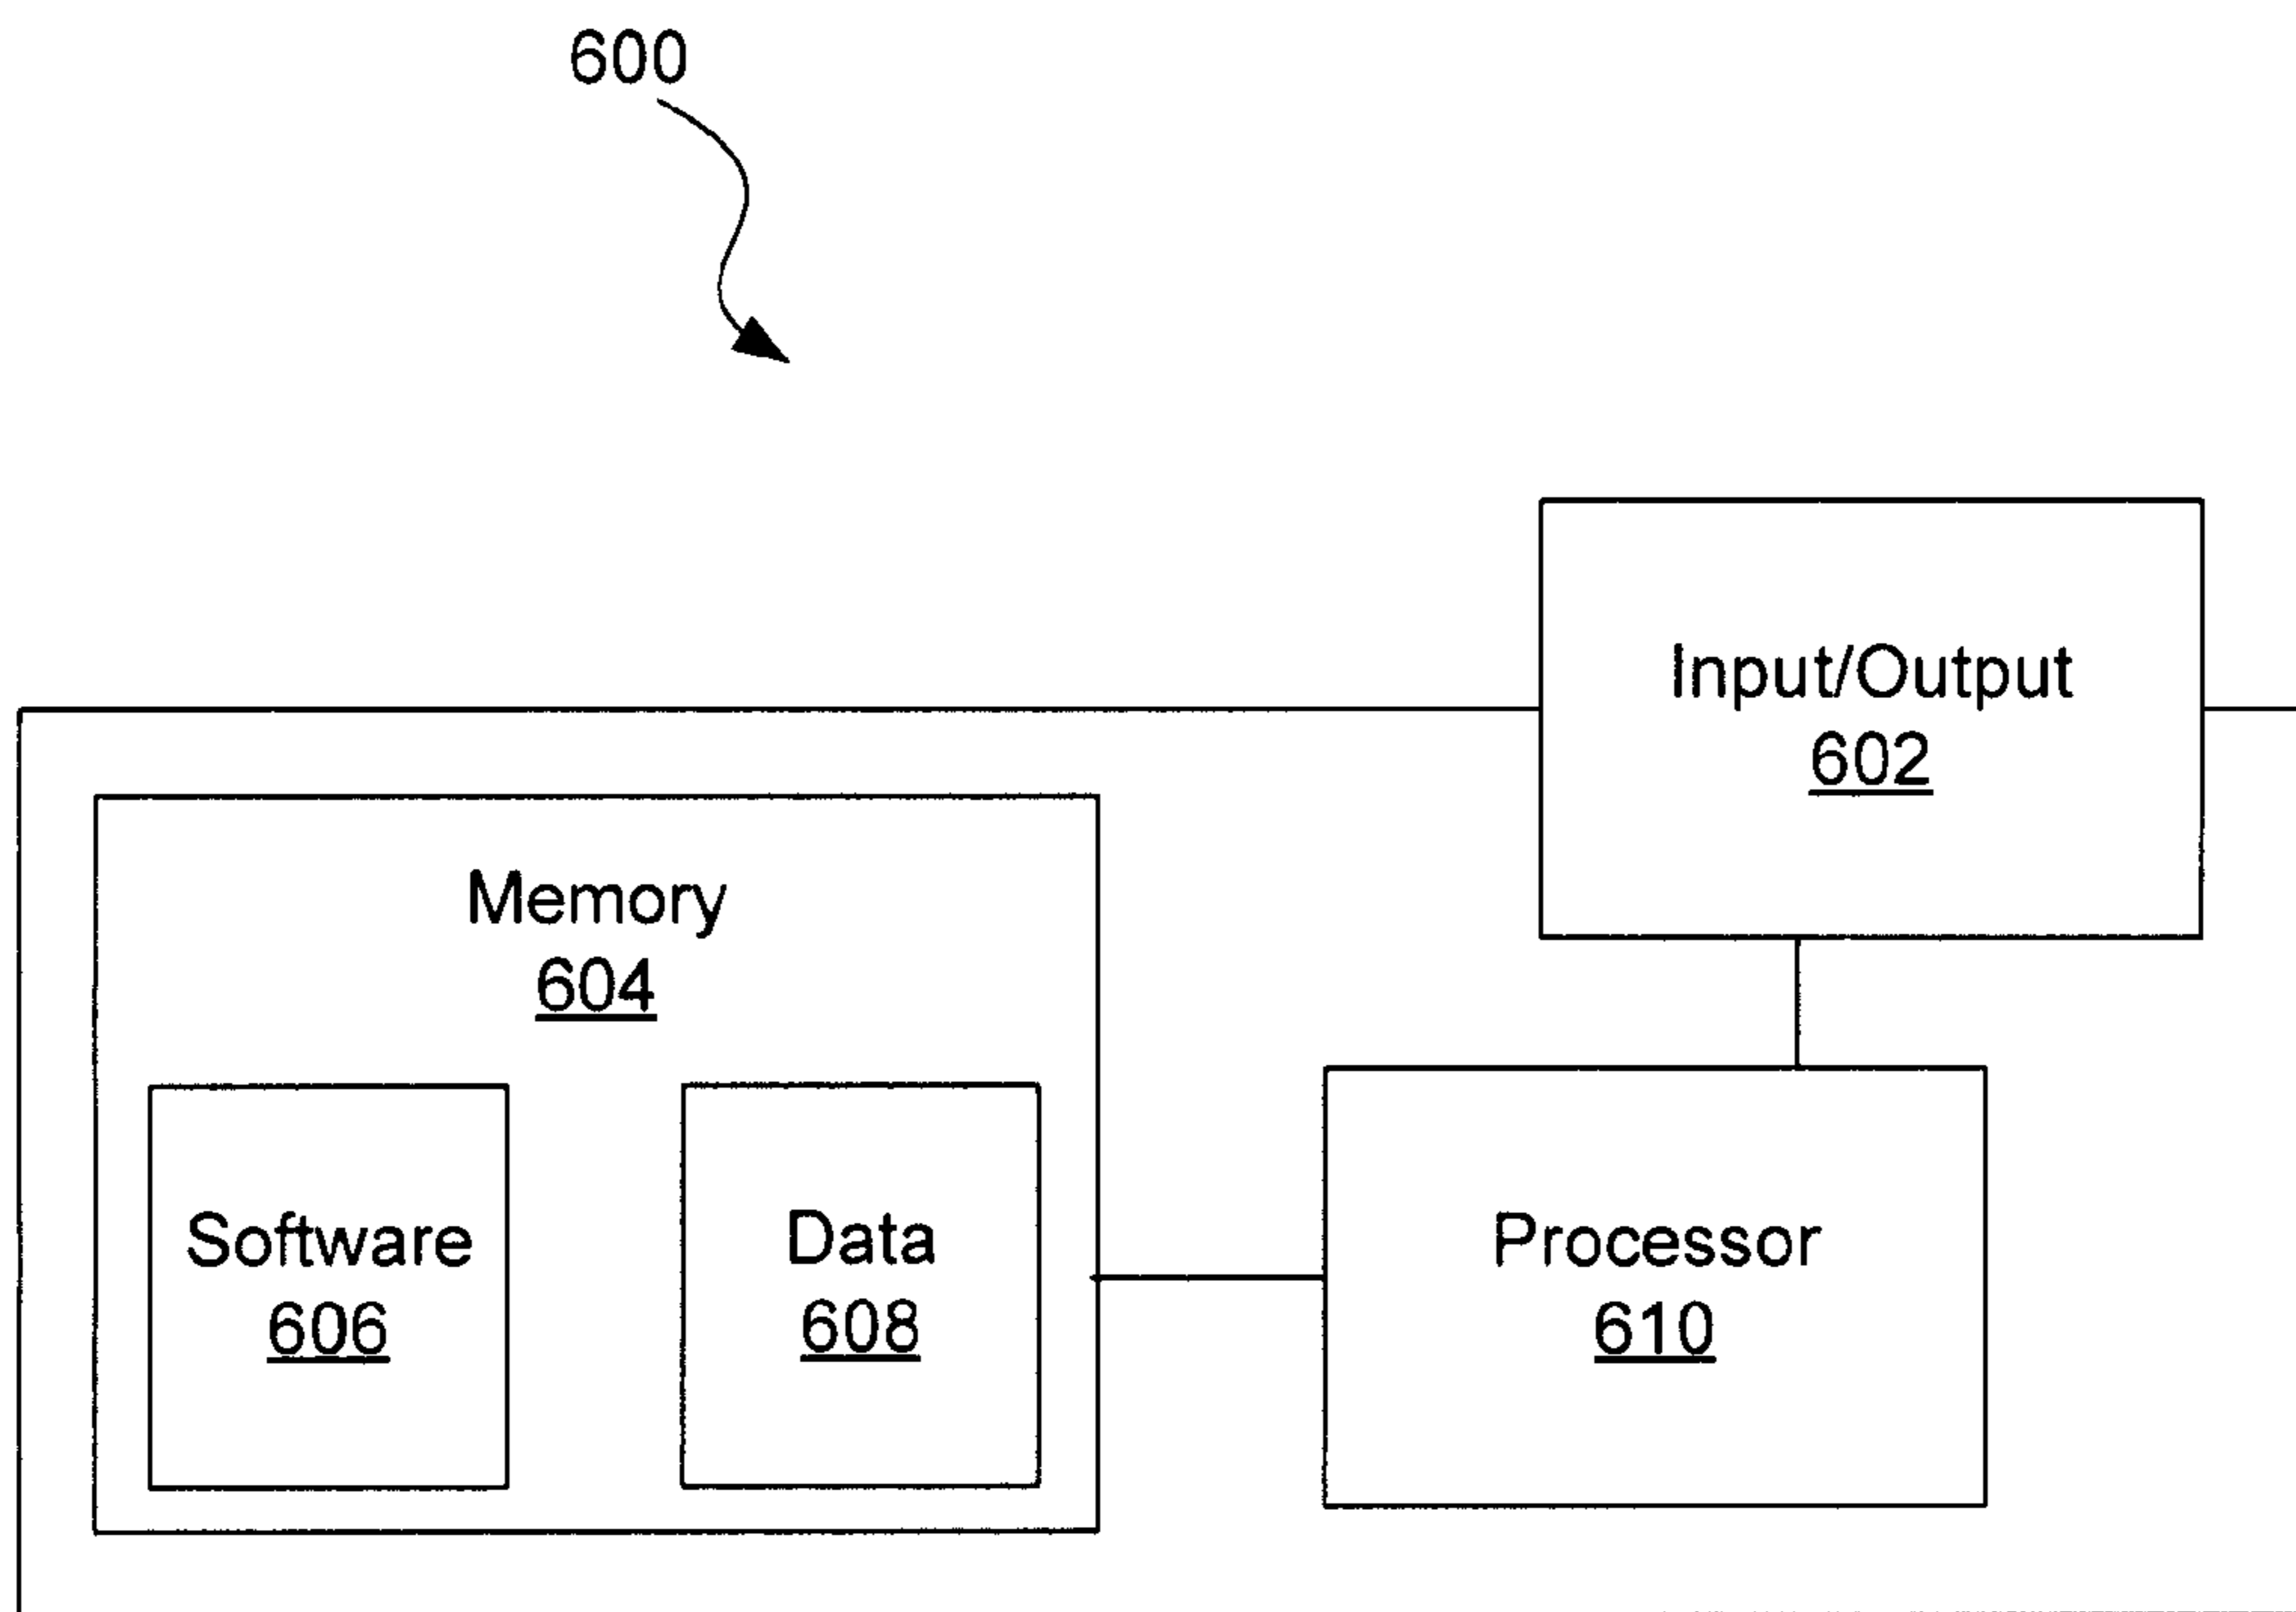 600
Input/Output
602
Memory
604
Software
606
Data
608
Processor
610